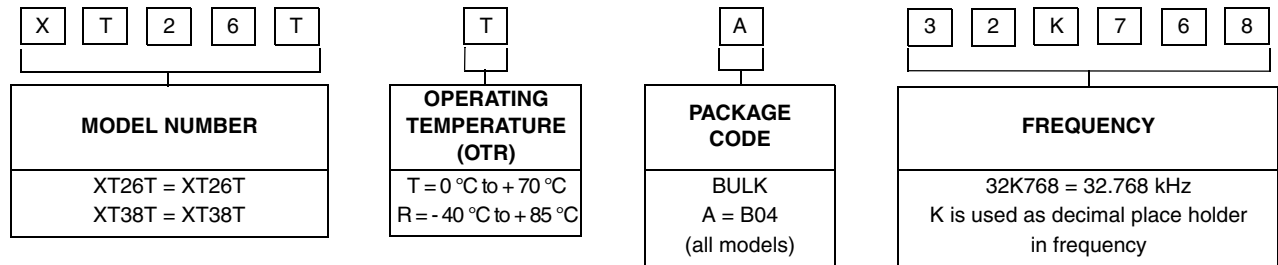 X T 2 6 T T A 3 2 K 7 6 8
MODEL NUMBER
XT26T = XT26T
XT38T = XT38T
OPERATING
TEMPERATURE
(OTR)
T = 0 °C to + 70 °C
R = - 40 °C to + 85 °C
PACKAGE
CODE
BULK
A = B04
(all models)
FREQUENCY
32K768 = 32.768 kHz
K is used as decimal place holder
in frequency